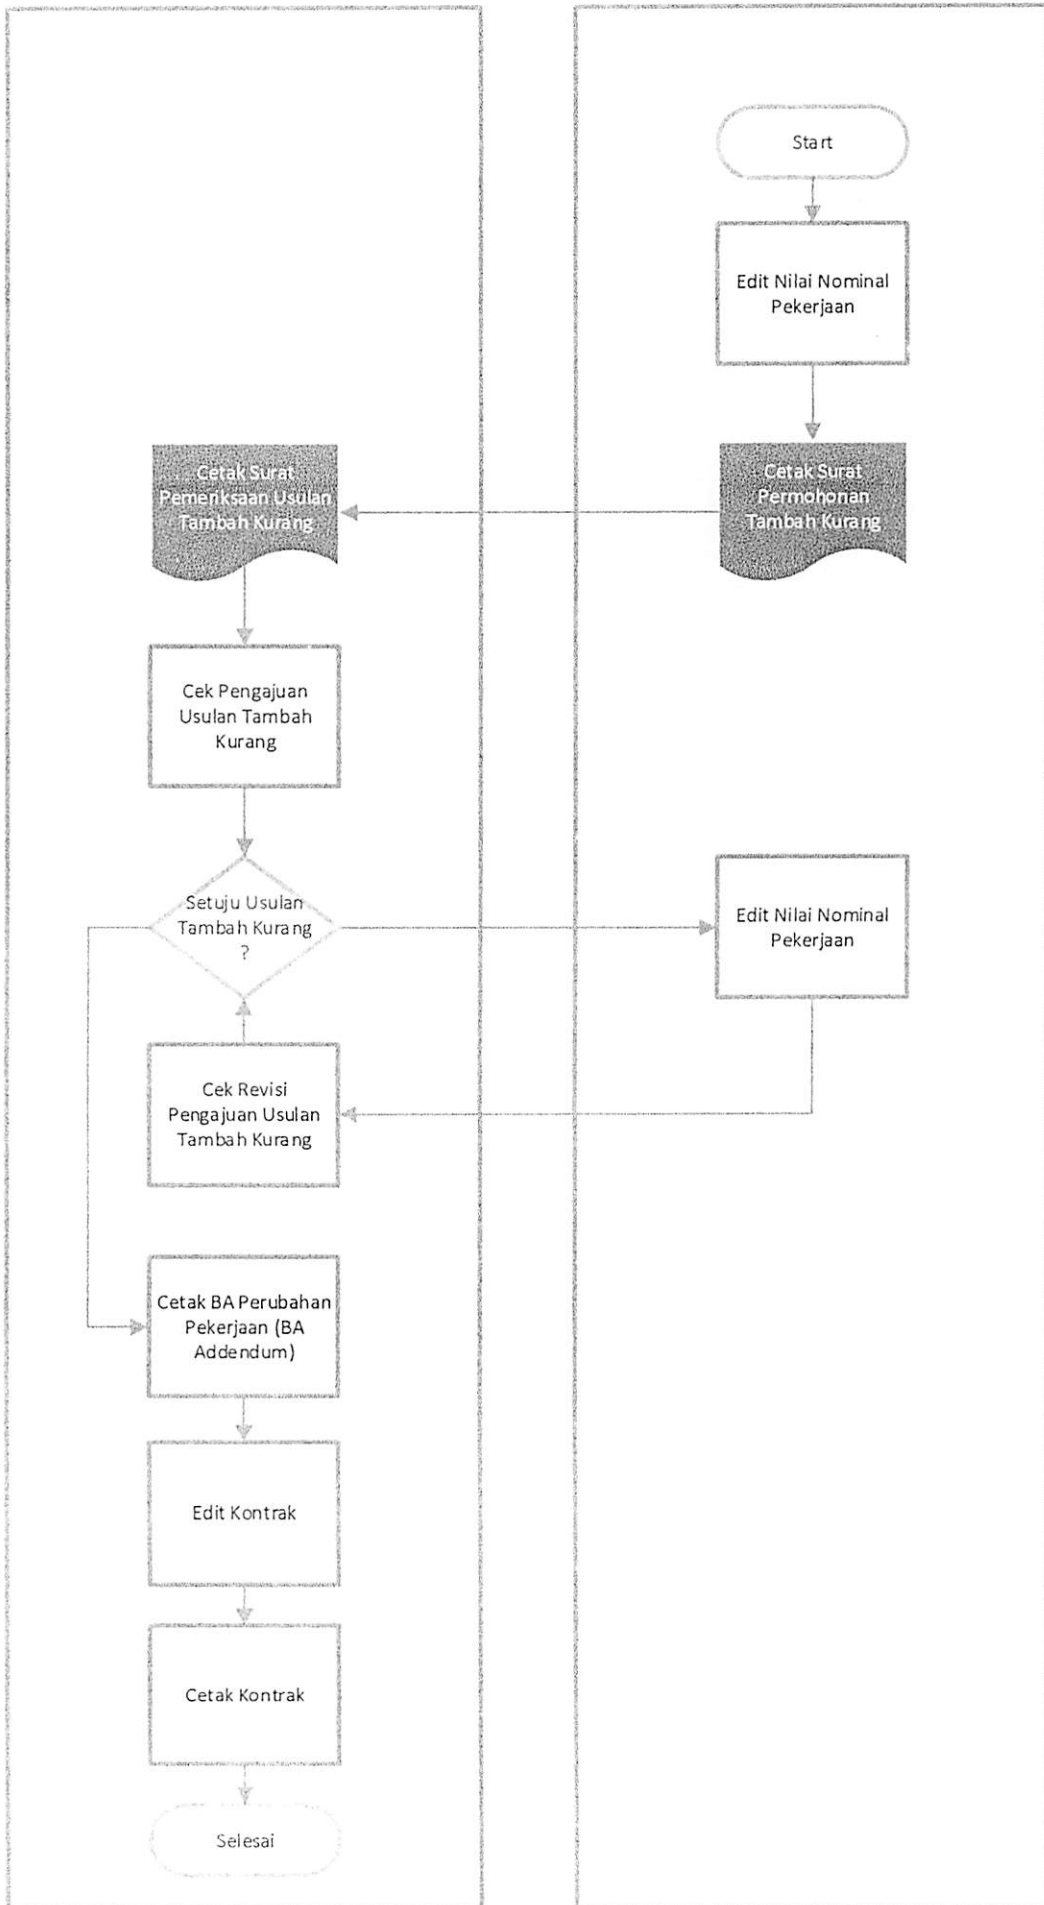 Start
Edit Nilai Nominal
Pekerjaan
Cetak Surat
Permohonan
Tambah Kurang
Cetak Surat
Pemeriksaan Usulan
Tambah Kurang
Cek Pengajuan
Usulan Tambah
Kurang
Setuju Usulan
Tambah Kurang
?
Edit Nilai Nominal
Pekerjaan
Cek Revisi
Pengajuan Usulan
Tambah Kurang
Cetak BA Perubahan
Pekerjaan (BA
Addendum)
Edit Kontrak
Cetak Kontrak
Selesai